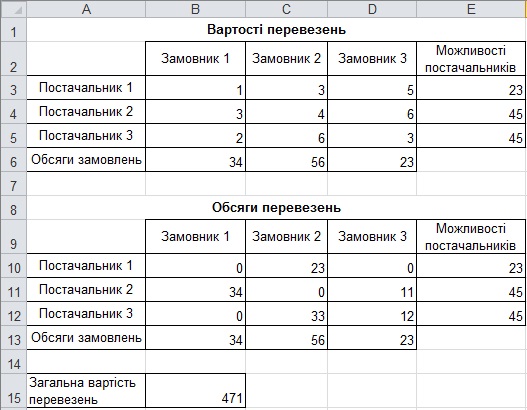 A B C D E
1 Вартості перевезень
2 Замовник 1 Замовник 2 Замовник 3 Можливості постачальників
3 Постачальник 1 1 3 5 23
4 Постачальник 2 3 4 6 45
5 Постачальник 3 2 6 3 45
6 Обсяги замовлень 34 56 23
7
8 Обсяги перевезень
9 Замовник 1 Замовник 2 Замовник 3 Можливості постачальників
10 Постачальник 1 0 23 0 23
11 Постачальник 2 34 0 11 45
12 Постачальник 3 0 33 12 45
13 Обсяги замовлень 34 56 23
14
15 Загальна вартість перевезень 471